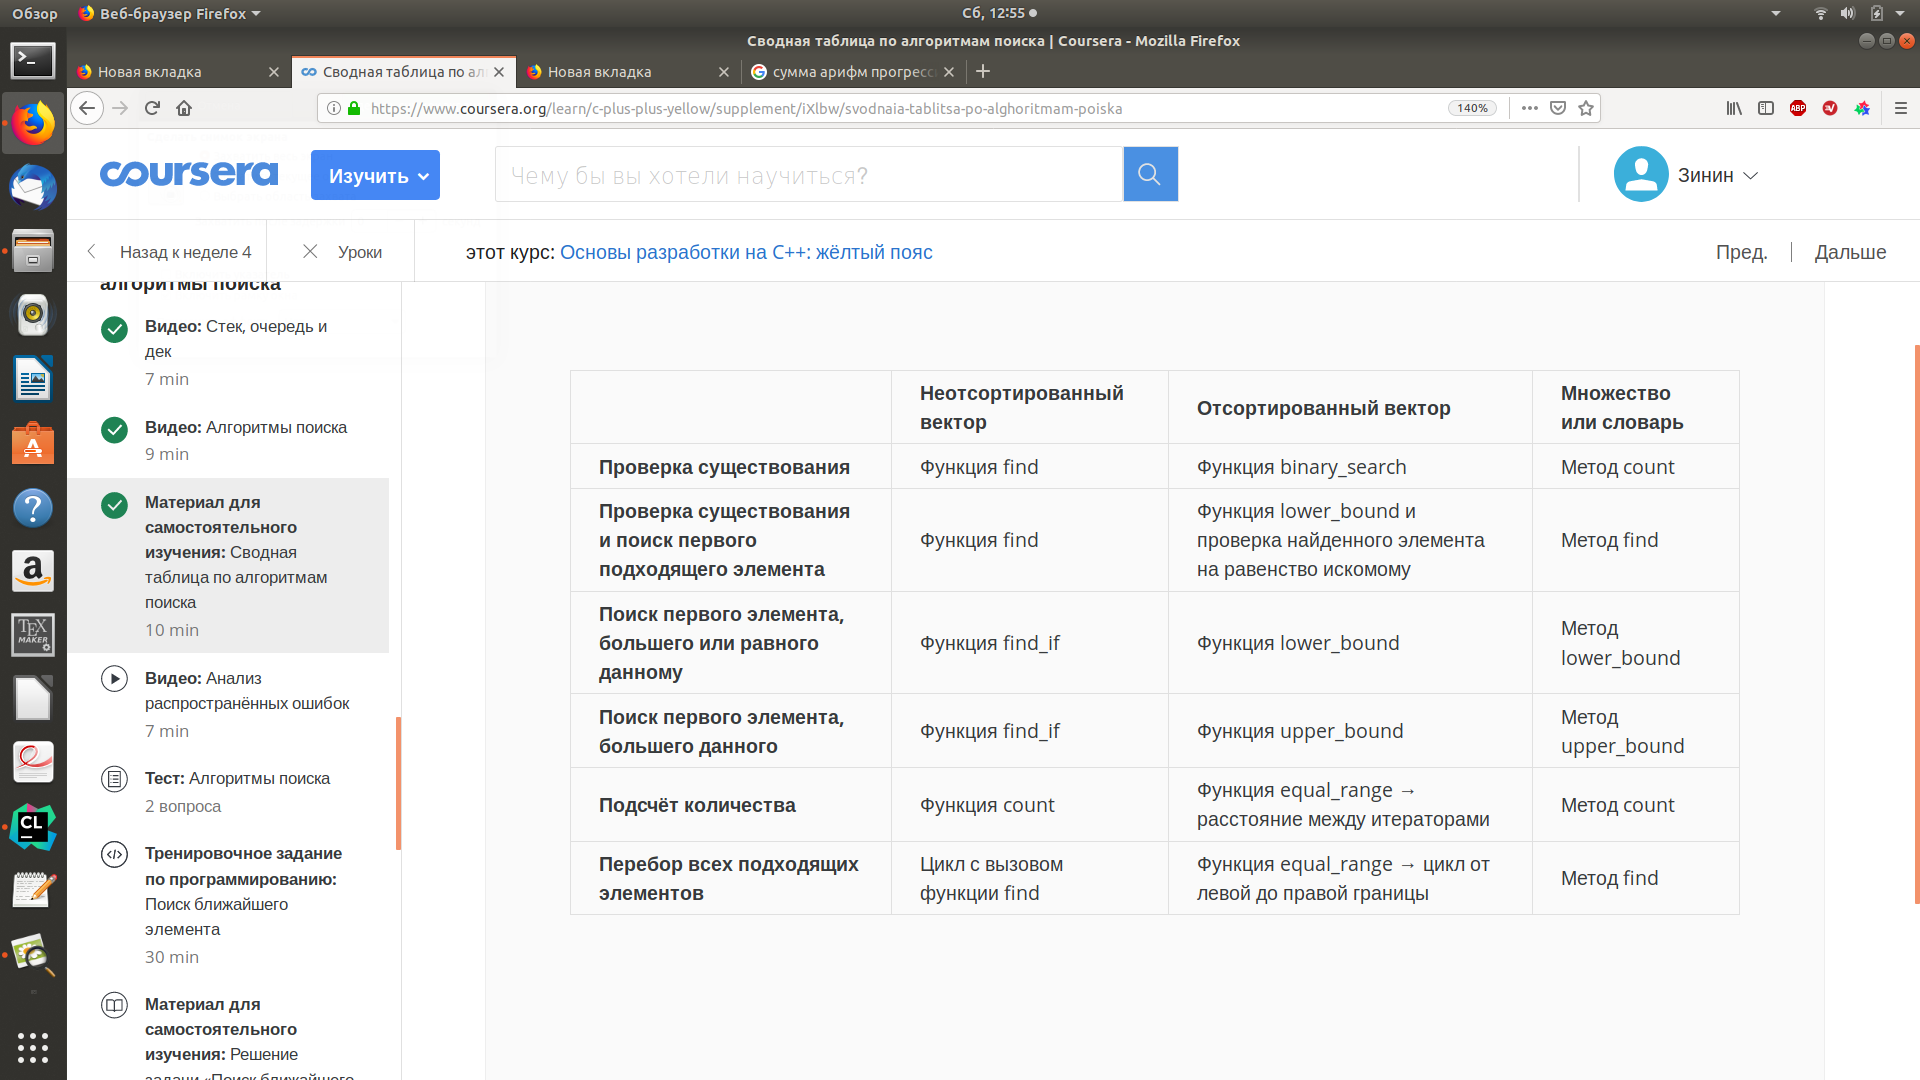 Обзор
Веб-браузер Firefox
Сб, 12:55
Сводная таблица по алгоритмам поиска | Coursera - Mozilla Firefox
Новая вкладка
Сводная таблица по ал
Новая вкладка
сумма арифм прогресс
https://www.coursera.org/learn/c-plus-plus-yellow/supplement/iXlbw/svodnaia-tablitsa-po-alghoritmam-poiska
140%
ABP
coursera
Изучить
Чему бы вы хотели научиться?
Зинин
Назад к неделе 4
Уроки
этот курс: Основы разработки на C++: жёлтый пояс
Пред.
Дальше
алгоритмы поиска
Видео: Стек, очередь и
дек
7 min
Видео: Алгоритмы поиска
9 min
Материал для
самостоятельного
изучения: Сводная
таблица по алгоритмам
поиска
10 min
Видео: Анализ
распространённых ошибок
7 min
Тест: Алгоритмы поиска
2 вопроса
Тренировочное задание
по программированию:
Поиск ближайшего
элемента
30 min
Материал для
самостоятельного
изучения: Решение
задачи «Поиск ближайшего
Неотсортированный
вектор
Отсортированный вектор
Множество
или словарь
Проверка существования
Функция find
Функция binary_search
Метод count
Проверка существования
и поиск первого
подходящего элемента
Функция find
Функция lower_bound и
проверка найденного элемента
на равенство искомому
Метод find
Поиск первого элемента,
большего или равного
данному
Функция find_if
Функция lower_bound
Метод
lower_bound
Поиск первого элемента,
большего данного
Функция find_if
Функция upper_bound
Метод
upper_bound
Подсчёт количества
Функция count
Функция equal_range →
расстояние между итераторами
Метод count
Перебор всех подходящих
элементов
Цикл с вызовом
функции find
Функция equal_range → цикл от
левой до правой границы
Метод find
TEX
MAKER
CL